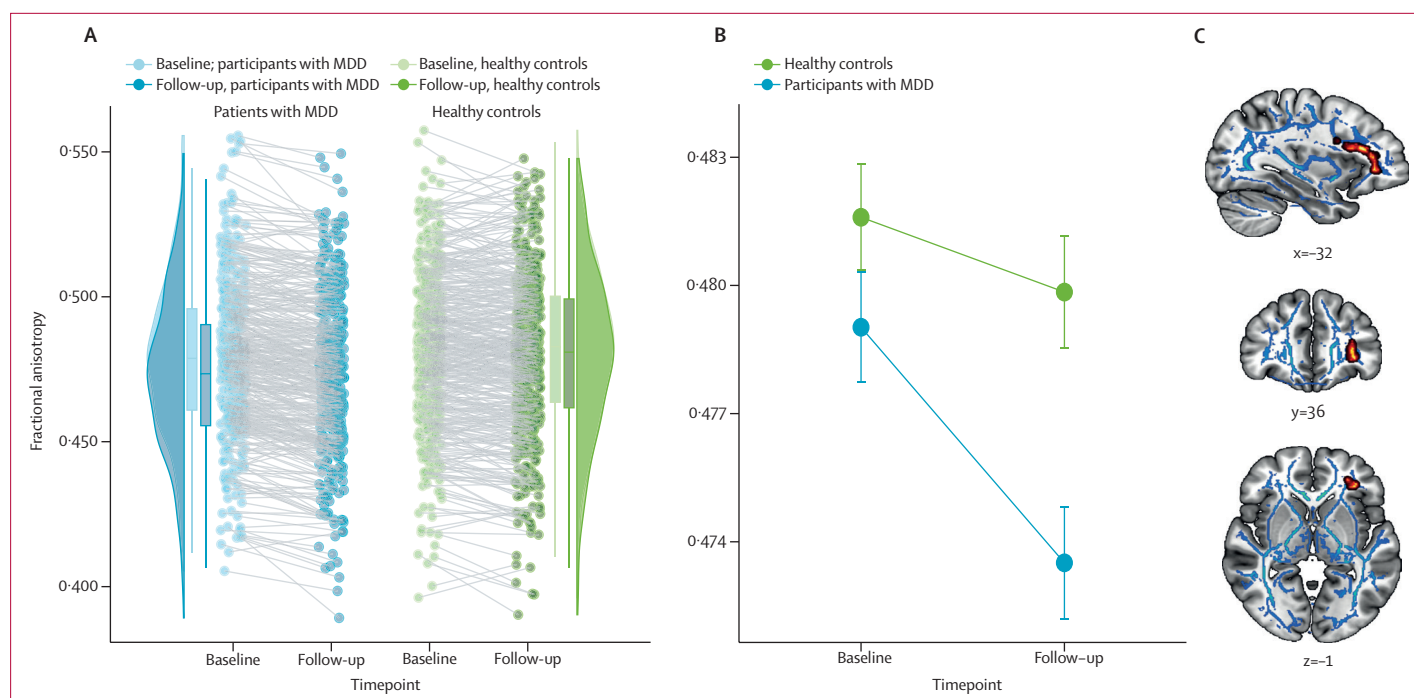 A
Baseline; participants with MDD
Baseline, healthy controls
Follow-up, participants with MDD
Follow-up, healthy controls
Patients with MDD
Healthy controls
Fractional anisotropy
0·550
0·500
0·450
0·400
Baseline
Follow-up
Baseline
Follow-up
Timepoint
B
Healthy controls
Participants with MDD
0·483
0·480
0·477
0·474
Baseline
Follow–up
Timepoint
C
x=–32
y=36
z=–1